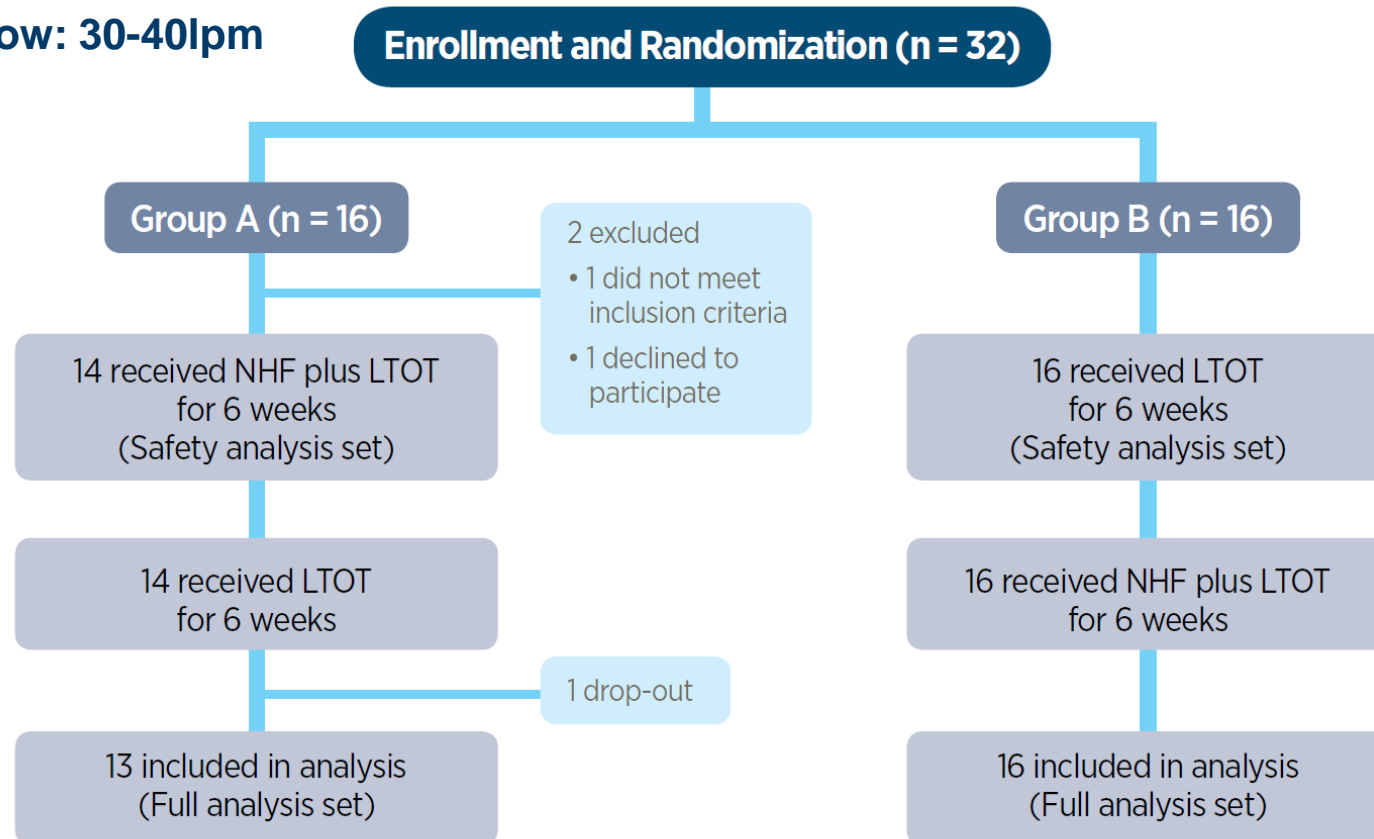 ow: 30-40lpm
Enrollment and Randomization (n = 32)
Group A (n = 16)
2 excluded
• 1 did not meet
inclusion criteria
• 1 declined to
participate
Group B (n = 16)
14 received NHF plus LTOT
for 6 weeks
(Safety analysis set)
16 received LTOT
for 6 weeks
(Safety analysis set)
14 received LTOT
for 6 weeks
16 received NHF plus LTOT
for 6 weeks
1 drop-out
13 included in analysis
(Full analysis set)
16 included in analysis
(Full analysis set)